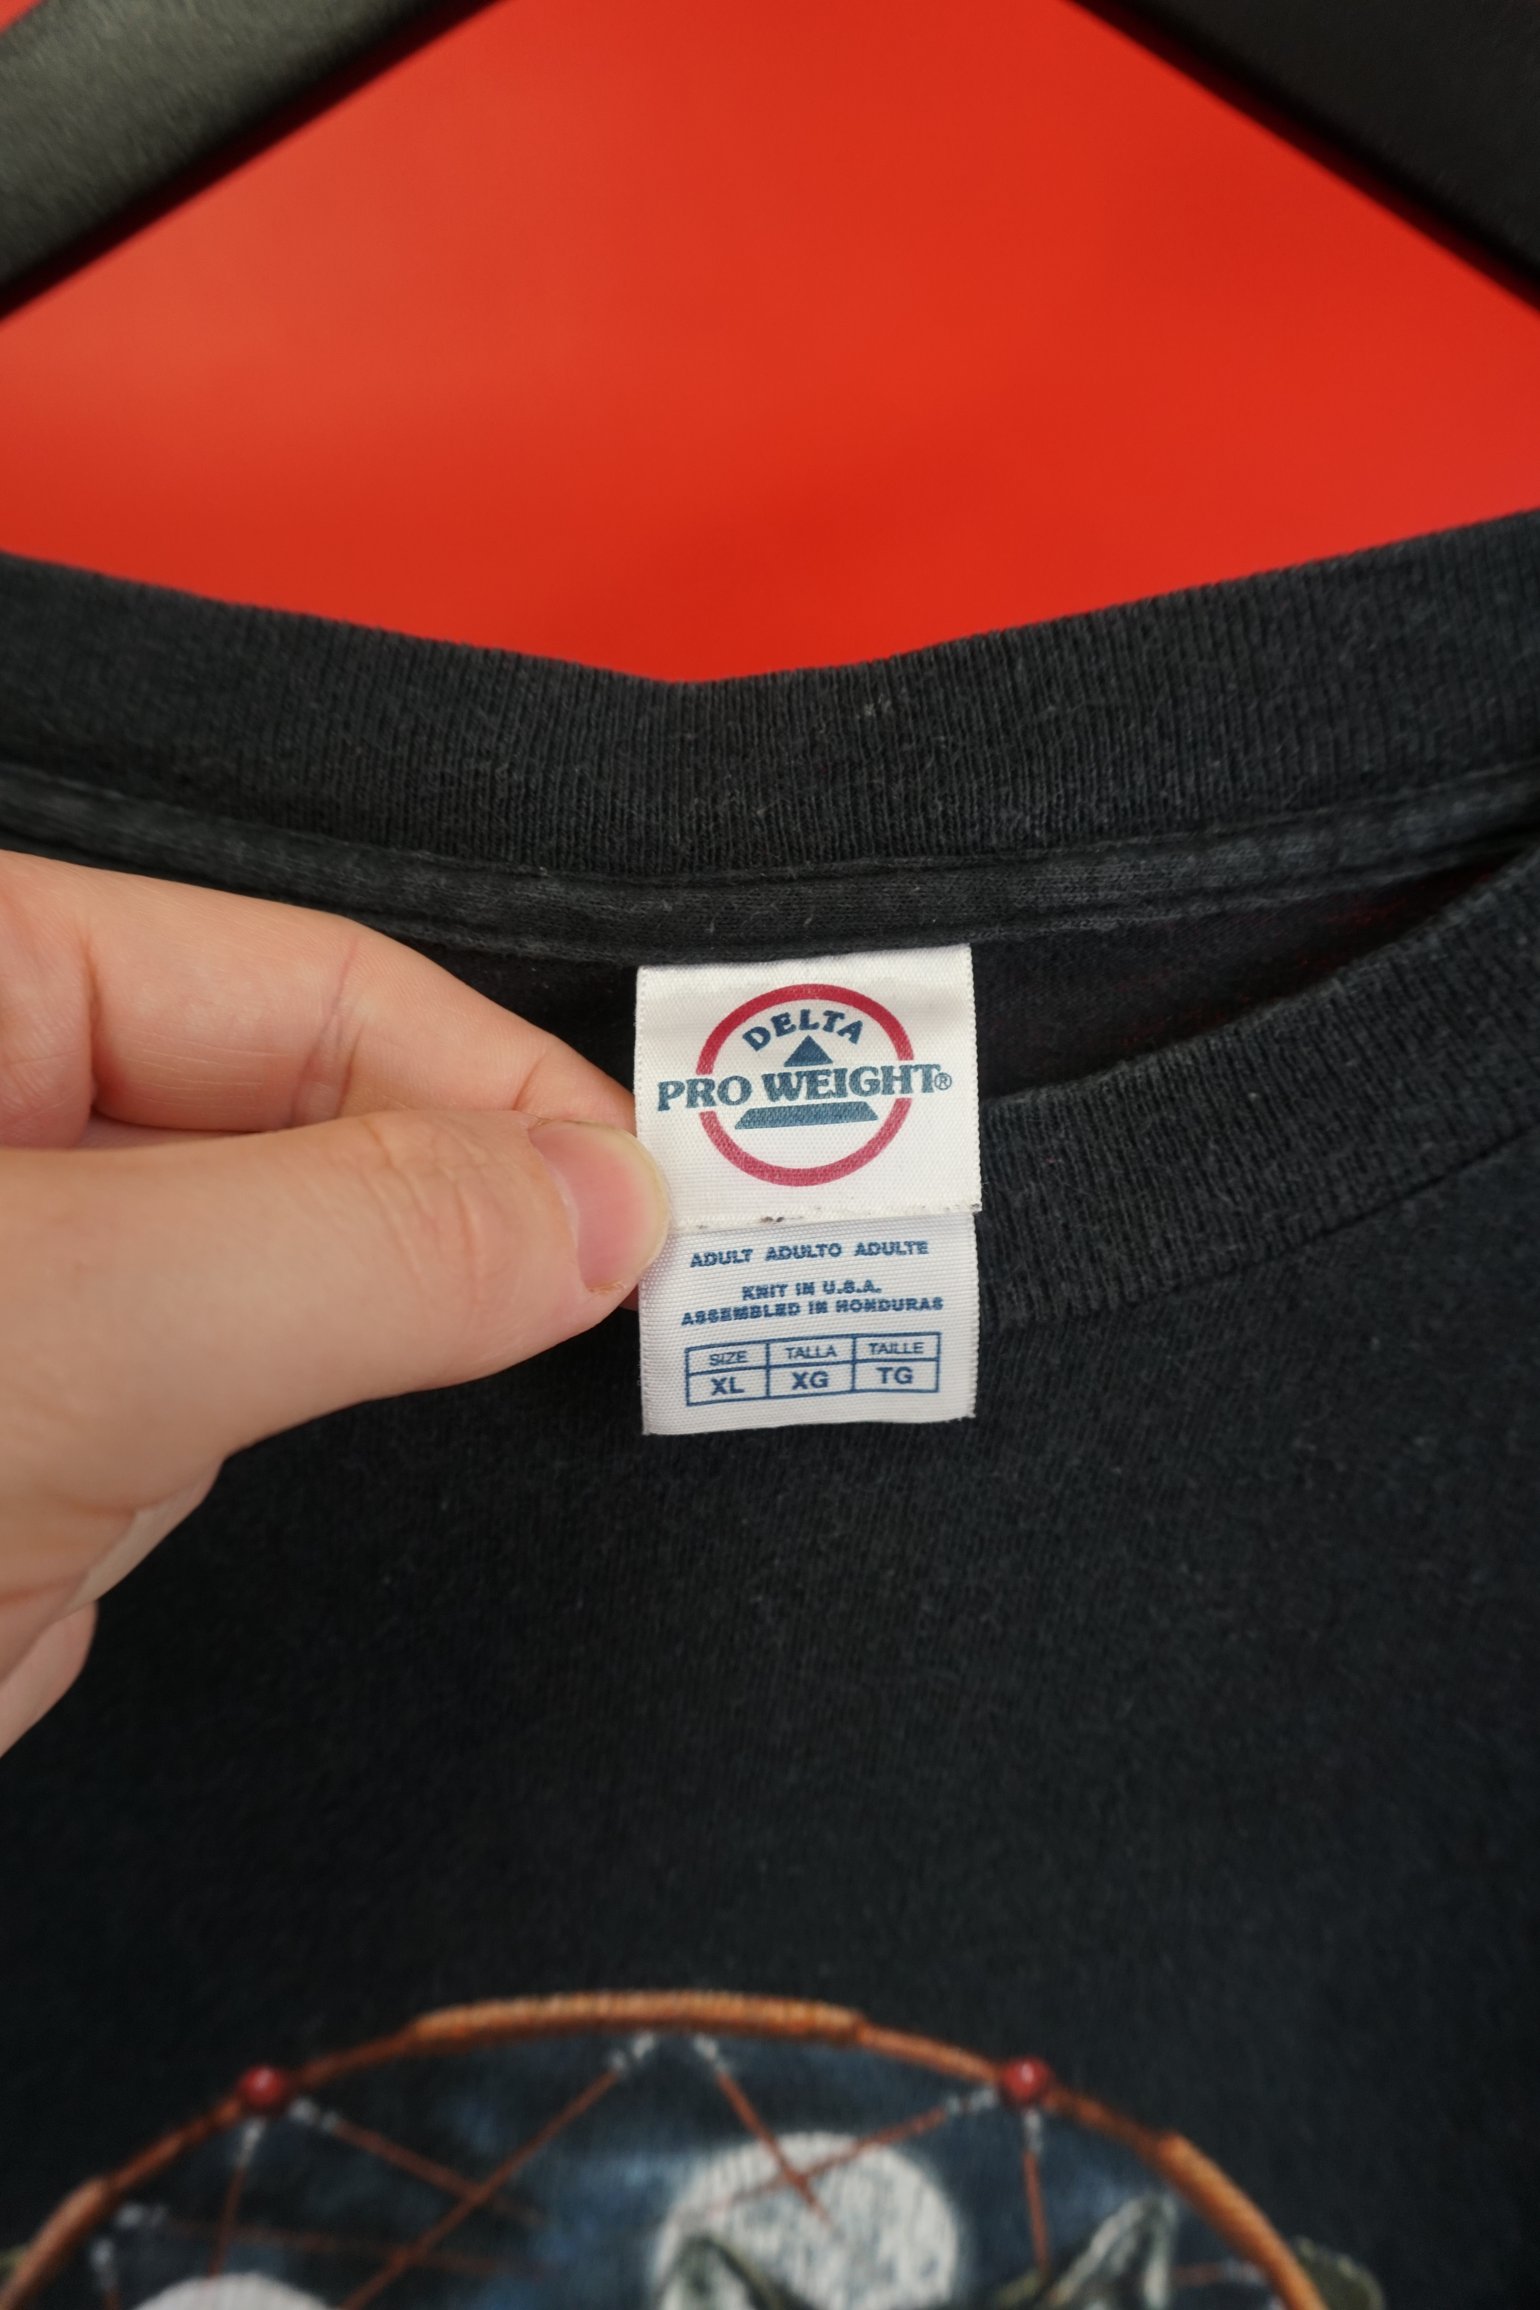 DELTA
PRO WEIGHT®
ADULT ADULTO ADULTE
KNIT IN U.S.A.
ASSEMBLED IN HONDURAS
SIZE TALLA TAILLE
XL XG TG